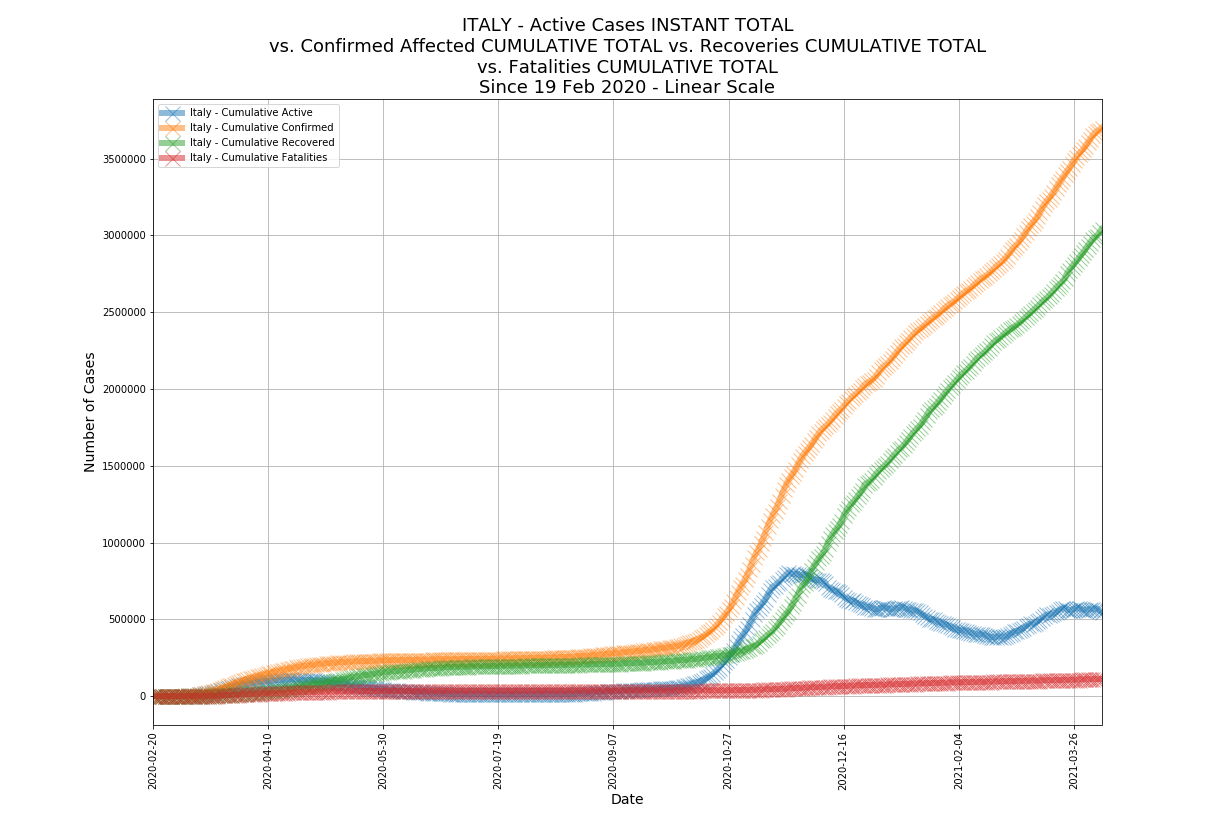 ITALY - Active Cases INSTANT TOTAL
vs. Confirmed Affected CUMULATIVE TOTAL vs. Recoveries CUMULATIVE TOTAL
vs. Fatalities CUMULATIVE TOTAL
Since 19 Feb 2020 - Linear Scale
Italy - Cumulative Active
Italy - Cumulative Confirmed
Italy - Cumulative Recovered
Italy - Cumulative Fatalities
Number of Cases
3500000
3000000
2500000
2000000
1500000
1000000
500000
0
2020-02-20
2020-04-10
2020-05-30
2020-07-19
2020-09-07
2020-10-27
2020-12-16
2021-02-04
2021-03-26
Date